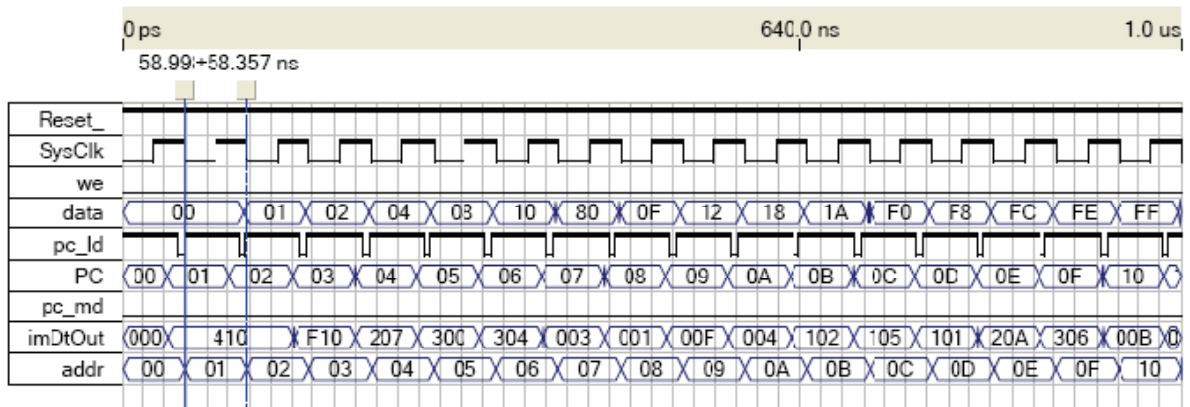 0 ps 640.0 ns 1.0 us
58.99 +58.357 ns
Reset_
SysClk
we
data 00 01 02 04 08 10 80 0F 12 18 1A F0 F8 FC FE FF
pc_ld
PC 00 01 02 03 04 05 06 07 08 09 0A 0B 0C 0D 0E 0F 10
pc_md
imDtOut 000 410 F10 207 300 304 003 001 00F 004 102 105 101 20A 306 00B 0
addr 00 01 02 03 04 05 06 07 08 09 0A 0B 0C 0D 0E 0F 10